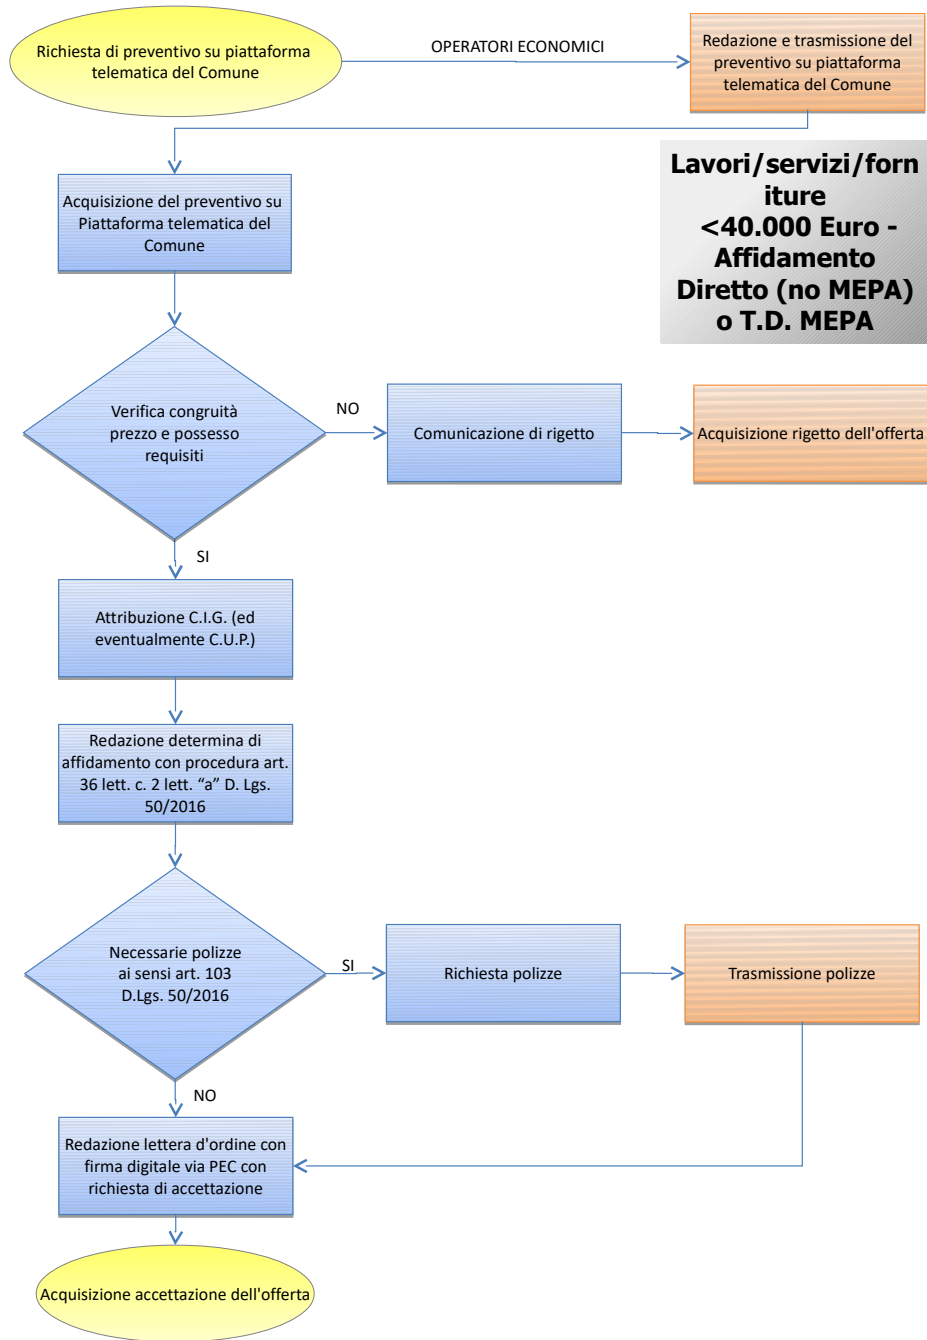 Richiesta di preventivo su piattaforma
telematica del Comune
OPERATORI ECONOMICI
Redazione e trasmissione del
preventivo su piattaforma
telematica del Comune
Lavori/servizi/forn
iture
<40.000 Euro -
Affidamento
Diretto (no MEPA)
o T.D. MEPA
Acquisizione del preventivo su
Piattaforma telematica del
Comune
Verifica congruità
prezzo e possesso
requisiti
NO
Comunicazione di rigetto
Acquisizione rigetto dell'offerta
SI
Attribuzione C.I.G. (ed
eventualmente C.U.P.)
Redazione determina di
affidamento con procedura art.
36 lett. c. 2 lett. “a” D. Lgs.
50/2016
Necessarie polizze
ai sensi art. 103
D.Lgs. 50/2016
SI
Richiesta polizze
Trasmissione polizze
NO
Redazione lettera d'ordine con
firma digitale via PEC con
richiesta di accettazione
Acquisizione accettazione dell'offerta